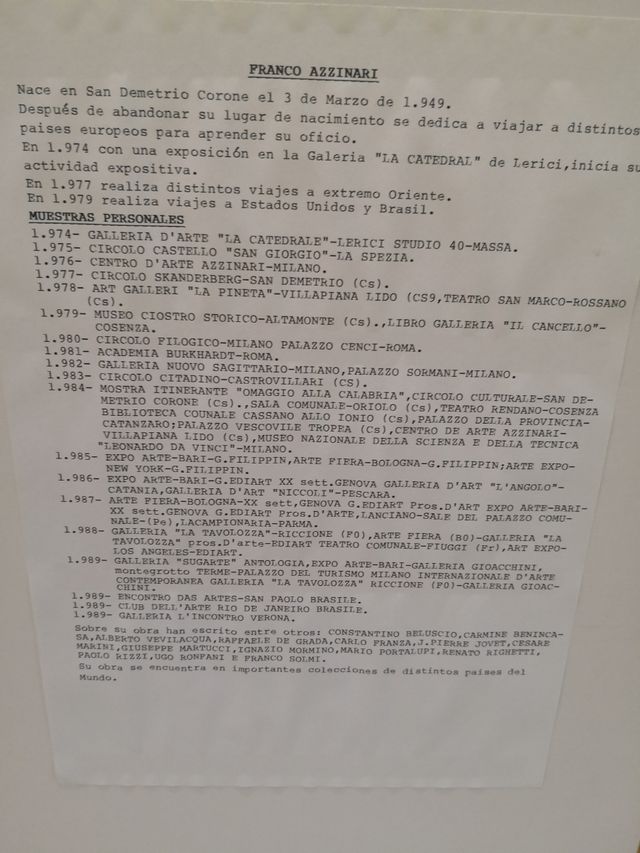 FRANCO AZZINARI
Nace en San Demetrio Corone el 3 de Marzo de 1.949.
Después de abandonar su lugar de nacimiento se dedica a viajar a distintos
paises europeos para aprender su oficio.
En 1.974 con una exposición en la Galeria "LA CATEDRAL" de Lerici,inicia su
actividad expositiva.
En 1.977 realiza distintos viajes a extremo Oriente.
En 1.979 realiza viajes a Estados Unidos y Brasil.
MUESTRAS PERSONALES
1.974- GALLERIA D'ARTE "LA CATEDRALE"-LERICI STUDIO 40-MASSA.
1.975- CIRCOLO CASTELLO "SAN GIORGIO"-LA SPEZIA.
1.976- CENTRO D'ARTE AZZINARI-MILANO.
1.977- CIRCOLO SKANDERBERG-SAN DEMETRIO (Cs).
1.978- ART GALLERI "LA PINETA"-VILLAPIANA LIDO (CS9,TEATRO SAN MARCO-ROSSANO
(Cs).
1.979- MUSEO CIOSTRO STORICO-ALTAMONTE (Cs).,LIBRO GALLERIA "IL CANCELLO"-
COSENZA.
1.980- CIRCOLO FILOGICO-MILANO PALAZZO CENCI-ROMA.
1.981- ACADEMIA BURKHARDT-ROMA.
1.982- GALLERIA NUOVO SAGITTARIO-MILANO,PALAZZO SORMANI-MILANO.
1.983- CIRCOLO CITADINO-CASTROVILLARI (CS).
1.984- MOSTRA ITINERANTE "OMAGGIO ALLA CALABRIA",CIRCOLO CULTURALE-SAN DE-
METRIO CORONE (Cs).,SALA COMUNALE-ORIOLO (Cs),TEATRO RENDANO-COSENZA
BIBLIOTECA COUNALE CASSANO ALLO IONIO (Cs),PALAZZO DELLA PROVINCIA-
CATANZARO;PALAZZO VESCOVILE TROPEA (Cs),CENTRO DE ARTE AZZINARI-
VILLAPIANA LIDO (Cs),MUSEO NAZIONALE DELLA SCIENZA E DELLA TECNICA
"LEONARDO DA VINCI"-MILANO.
1.985- EXPO ARTE-BARI-G.FILIPPIN,ARTE FIERA-BOLOGNA-G.FILIPPIN;ARTE EXPO-
NEW YORK-G.FILIPPIN.
1.986- EXPO ARTE-BARI-G.EDIART XX sett.GENOVA GALLERIA D'ART "L'ANGOLO"-
CATANIA,GALLERIA D'ART "NICCOLI"-PESCARA.
1.987- ARTE FIERA-BOLOGNA-XX sett,GENOVA G.EDIART Pros.D'ART EXPO ARTE-BARI-
XX sett.GENOVA G.EDIART Pros.D'ARTE,LANCIANO-SALE DEL PALAZZO COMU-
NALE-(Pe),LACAMPIONARIA-PARMA.
1.988- GALLERIA "LA TAVOLOZZA"-RICCIONE (F0),ARTE FIERA (B0)-GALLERIA "LA
TAVOLOZZA" pros.D'arte-EDIART TEATRO COMUNALE-FIUGGI (Fr),ART EXPO-
LOS ANGELES-EDIART.
1.989- GALLERIA "SUGARTE" ANTOLOGIA,EXPO ARTE-BARI-GALLERIA GIOACCHINI,
montegrotto TERME-PALAZZO DEL TURISMO MILANO INTERNAZIONALE D'ARTE
CONTEMPORANEA GALLERIA "LA TAVOLOZZA" RICCIONE (F0)-GALLERIA GIOAC-
CHINI.
1.989- ENCONTRO DAS ARTES-SAN PAOLO BRASILE.
1.989- CLUB DELL'ARTE RIO DE JANEIRO BRASILE.
1.989- GALLERIA L'INCONTRO VERONA.
Sobre su obra han escrito entre otros: CONSTANTINO BELUSCIO,CARMINE BENINCA-
SA,ALBERTO VEVILACQUA,RAFFAELE DE GRADA,CARLO FRANZA,J.PIERRE JOVET,CESARE
MARINI,GIUSEPPE MARTUCCI,IGNAZIO MORMINO,MARIO PORTALUPI,RENATO RIGHETTI,
PAOLO RIZZI,UGO RONFANI E FRANCO SOLMI.
Su obra se encuentra en importantes colecciones de distintos paises del
Mundo.